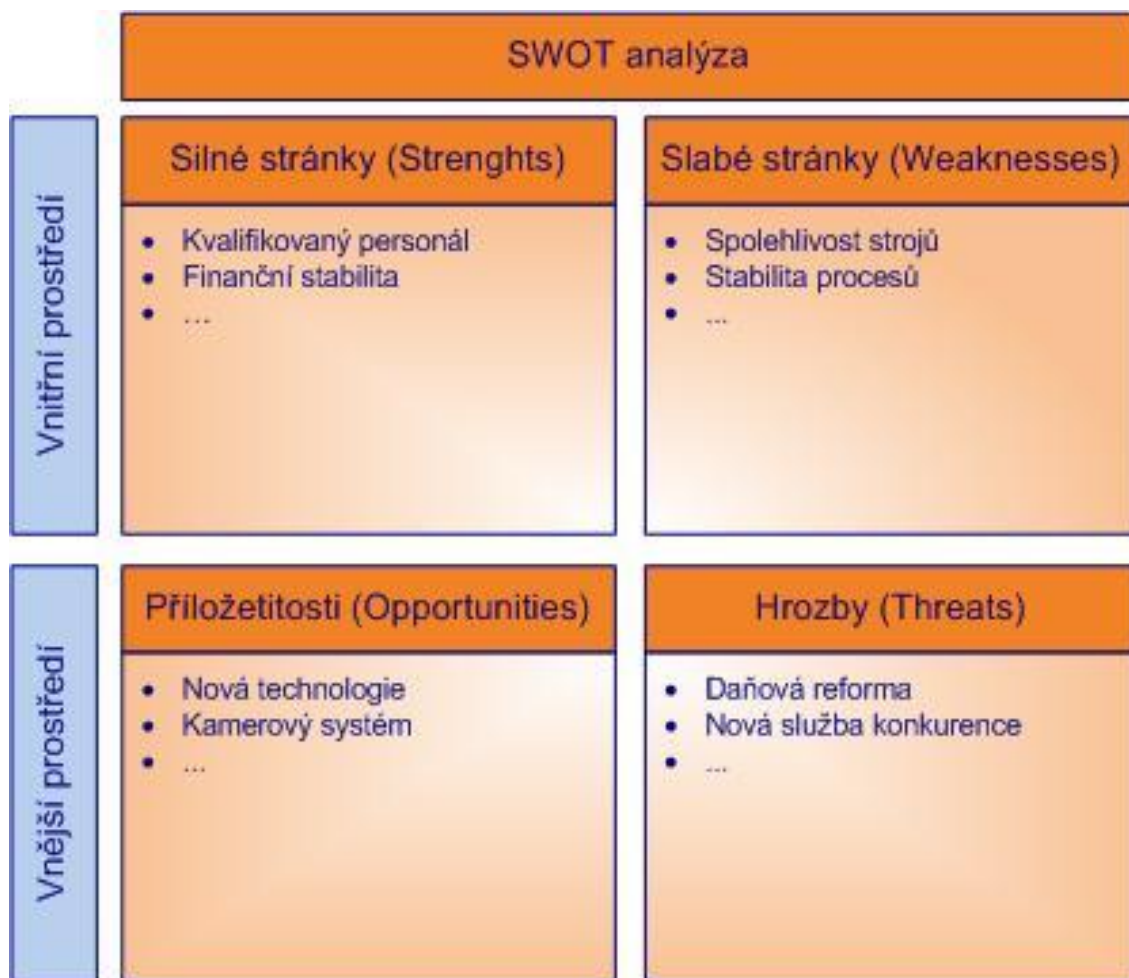 SWOT analýza
Vnitřní prostředí
Silné stránky (Strenghts)
• Kvalifikovaný personál
• Finanční stabilita
• ...
Slabé stránky (Weaknesses)
• Spolehlivost strojů
• Stabilita procesů
• ...
Vnější prostředí
Příložetitosti (Opportunities)
• Nová technologie
• Kamerový systém
• ...
Hrozby (Threats)
• Daňová reforma
• Nová služba konkurence
• ...